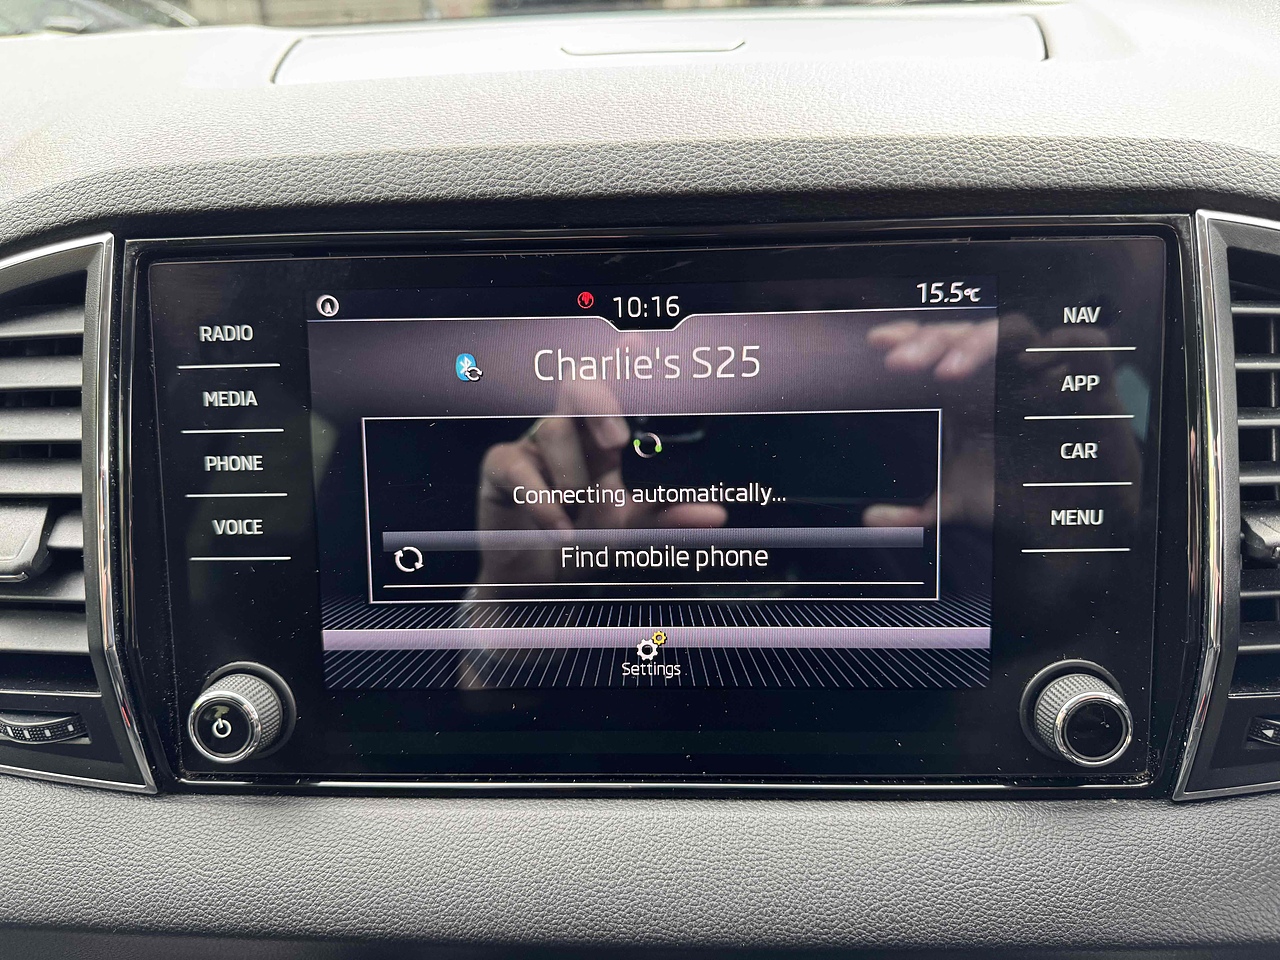 10:16
15.5°C
RADIO
MEDIA
PHONE
VOICE
Charlie's S25
Connecting automatically...
Find mobile phone
Settings
NAV
APP
CAR
MENU